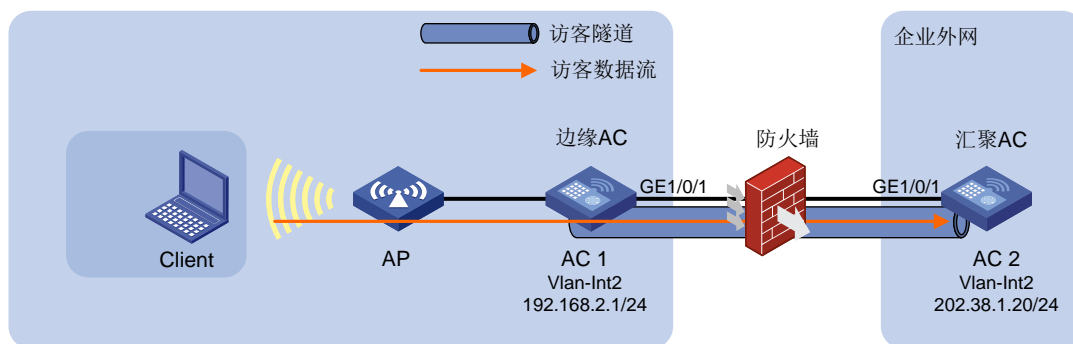 访客隧道
访客数据流
企业外网
边缘AC
防火墙
汇聚AC
GE1/0/1
GE1/0/1
Client
AP
AC 1
Vlan-Int2
192.168.2.1/24
AC 2
Vlan-Int2
202.38.1.20/24